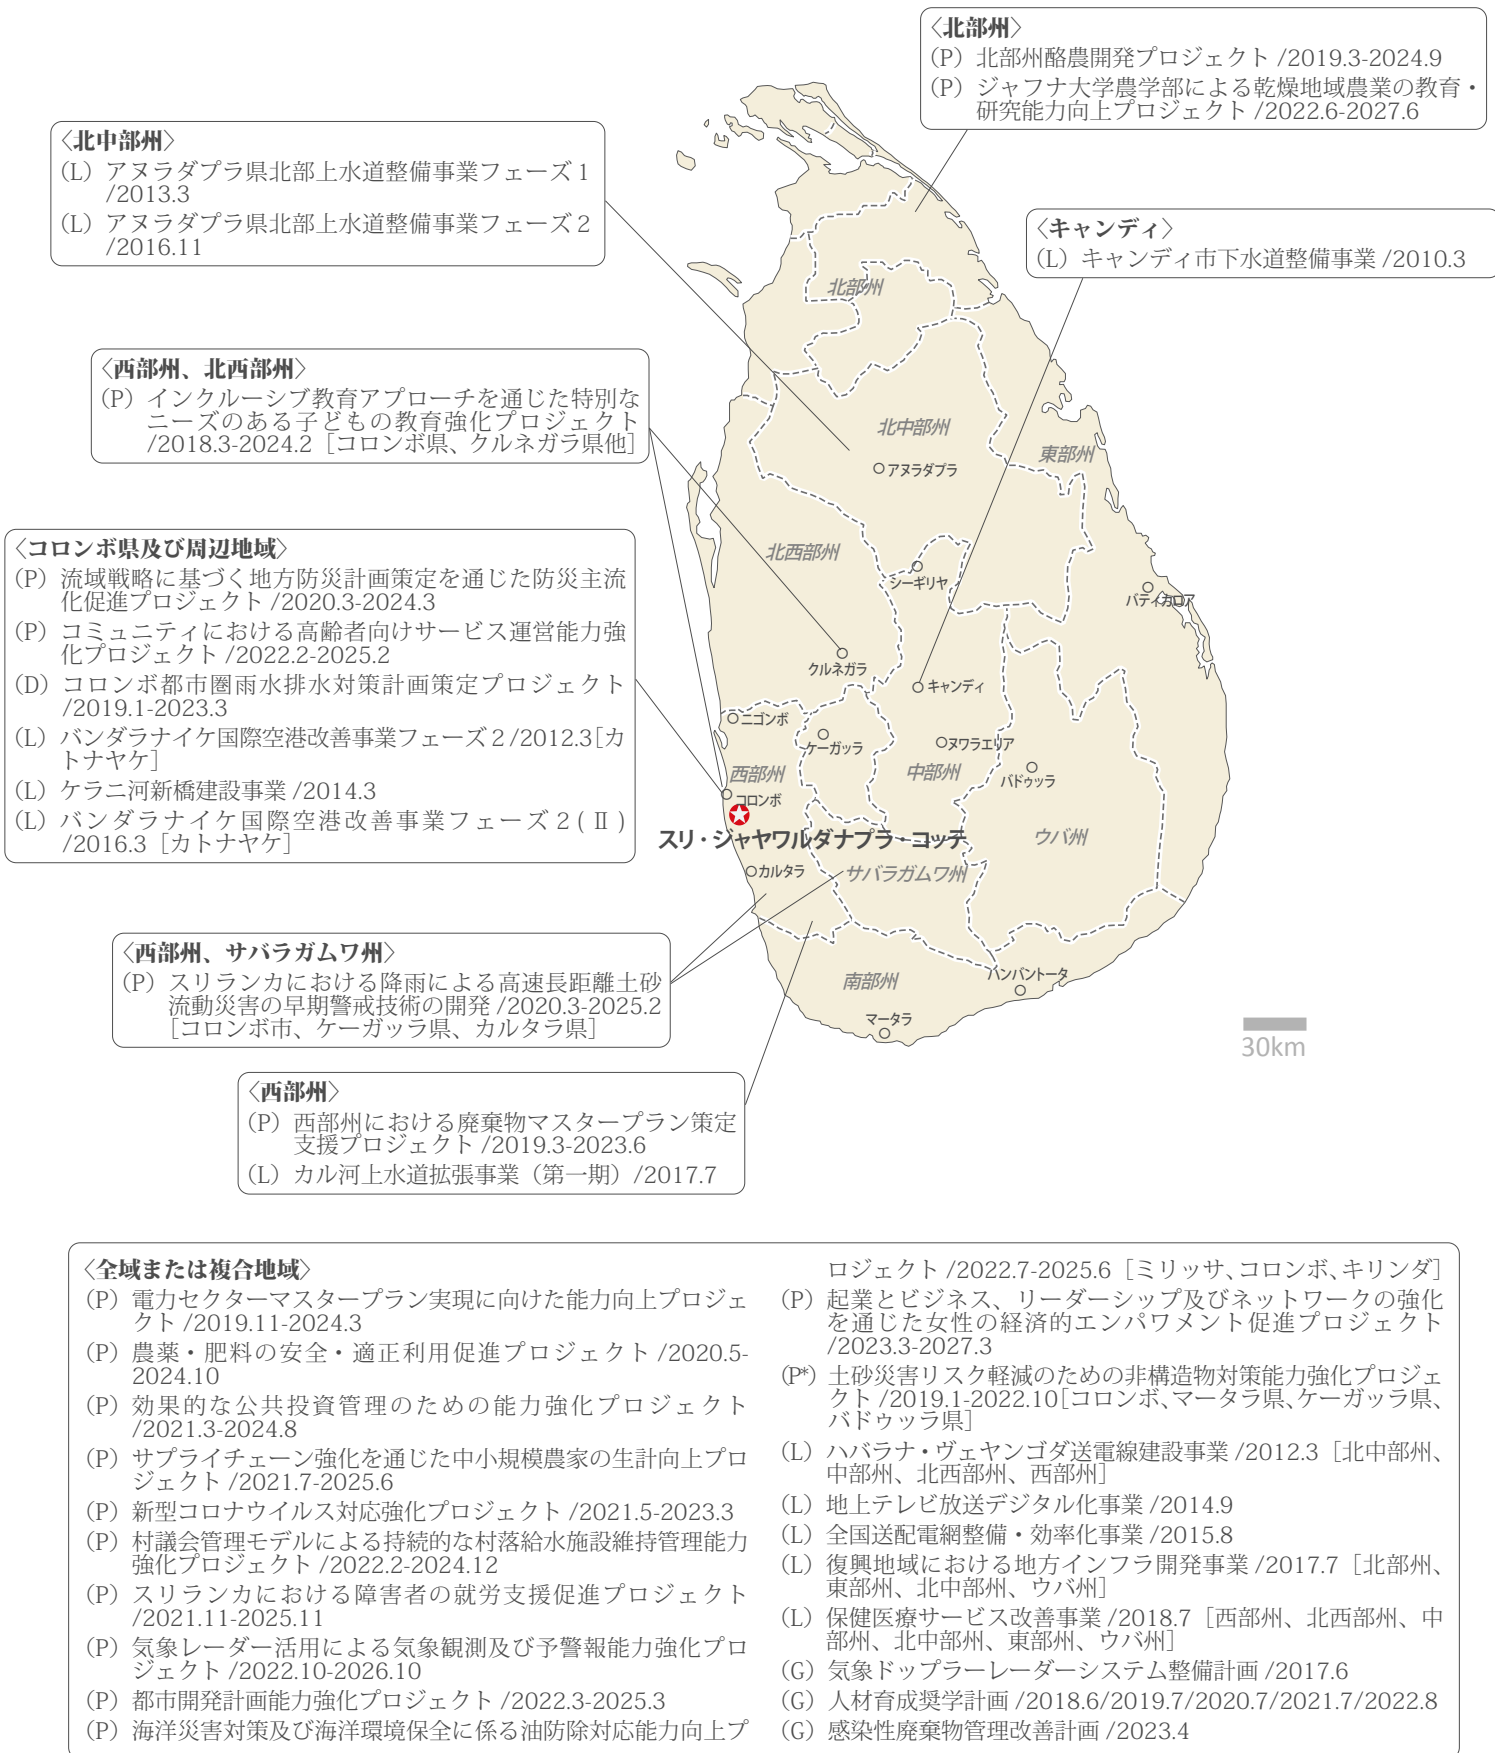 〈北部州〉
(P) 北部州酪農開発プロジェクト /2019.3-2024.9
(P) ジャフナ大学農学部による乾燥地域農業の教育・
研究能力向上プロジェクト /2022.6-2027.6
〈北中部州〉
(L) アヌラダプラ県北部上水道整備事業フェーズ 1
/2013.3
(L) アヌラダプラ県北部上水道整備事業フェーズ 2
/2016.11
〈キャンディ〉
(L) キャンディ市下水道整備事業 /2010.3
〈西部州、北西部州〉
(P) インクルーシブ教育アプローチを通じた特別な
ニーズのある子どもの教育強化プロジェクト
/2018.3-2024.2［コロンボ県、クルネガラ県他］
〈コロンボ県及び周辺地域〉
(P) 流域戦略に基づく地方防災計画策定を通じた防災主流
化促進プロジェクト /2020.3-2024.3
(P) コミュニティにおける高齢者向けサービス運営能力強
化プロジェクト /2022.2-2025.2
(D) コロンボ都市圏雨水排水対策計画策定プロジェクト
/2019.1-2023.3
(L) バンダラナイケ国際空港改善事業フェーズ 2 /2012.3［カ
トナヤケ］
(L) ケラニ河新橋建設事業 /2014.3
(L) バンダラナイケ国際空港改善事業フェーズ 2 ( Ⅱ )
/2016.3［カトナヤケ］
〈西部州、サバラガムワ州〉
(P) スリランカにおける降雨による高速長距離土砂
流動災害の早期警戒技術の開発 /2020.3-2025.2
［コロンボ市、ケーガッラ県、カルタラ県］
〈西部州〉
(P) 西部州における廃棄物マスタープラン策定
支援プロジェクト /2019.3-2023.6
(L) カル河上水道拡張事業（第一期）/2017.7
北部州
北中部州
東部州
アヌラダプラ
北西部州
シーギリヤ
バティカロア
クルネガラ
キャンディ
ニゴンボ
ケーガッラ
ヌワラエリア
西部州
中部州
バドゥッラ
コロンボ
スリ・ジャヤワルダナプラ・コッテ
ウバ州
カルタラ
サバラガムワ州
南部州
ハンバントータ
マータラ
30km
〈全域または複合地域〉
(P) 電力セクターマスタープラン実現に向けた能力向上プロジェ
クト /2019.11-2024.3
(P) 農薬・肥料の安全・適正利用促進プロジェクト /2020.5-
2024.10
(P) 効果的な公共投資管理のための能力強化プロジェクト
/2021.3-2024.8
(P) サプライチェーン強化を通じた中小規模農家の生計向上プロ
ジェクト /2021.7-2025.6
(P) 新型コロナウイルス対応強化プロジェクト /2021.5-2023.3
(P) 村議会管理モデルによる持続的な村落給水施設維持管理能力
強化プロジェクト /2022.2-2024.12
(P) スリランカにおける障害者の就労支援促進プロジェクト
/2021.11-2025.11
(P) 気象レーダー活用による気象観測及び予警報能力強化プロ
ジェクト /2022.10-2026.10
(P) 都市開発計画能力強化プロジェクト /2022.3-2025.3
(P) 海洋災害対策及び海洋環境保全に係る油防除対応能力向上プ
ロジェクト /2022.7-2025.6［ミリッサ、コロンボ、キリンダ］
(P) 起業とビジネス、リーダーシップ及びネットワークの強化
を通じた女性の経済的エンパワメント促進プロジェクト
/2023.3-2027.3
(P*) 土砂災害リスク軽減のための非構造物対策能力強化プロジェ
クト /2019.1-2022.10［コロンボ、マータラ県、ケーガッラ県、
バドゥッラ県］
(L) ハバラナ・ヴェヤンゴダ送電線建設事業 /2012.3［北中部州、
中部州、北西部州、西部州］
(L) 地上テレビ放送デジタル化事業 /2014.9
(L) 全国送配電網整備・効率化事業 /2015.8
(L) 復興地域における地方インフラ開発事業 /2017.7［北部州、
東部州、北中部州、ウバ州］
(L) 保健医療サービス改善事業 /2018.7［西部州、北西部州、中
部州、北中部州、東部州、ウバ州］
(G) 気象ドップラーレーダーシステム整備計画 /2017.6
(G) 人材育成奨学計画 /2018.6/2019.7/2020.7/2021.7/2022.8
(G) 感染性廃棄物管理改善計画 /2023.4